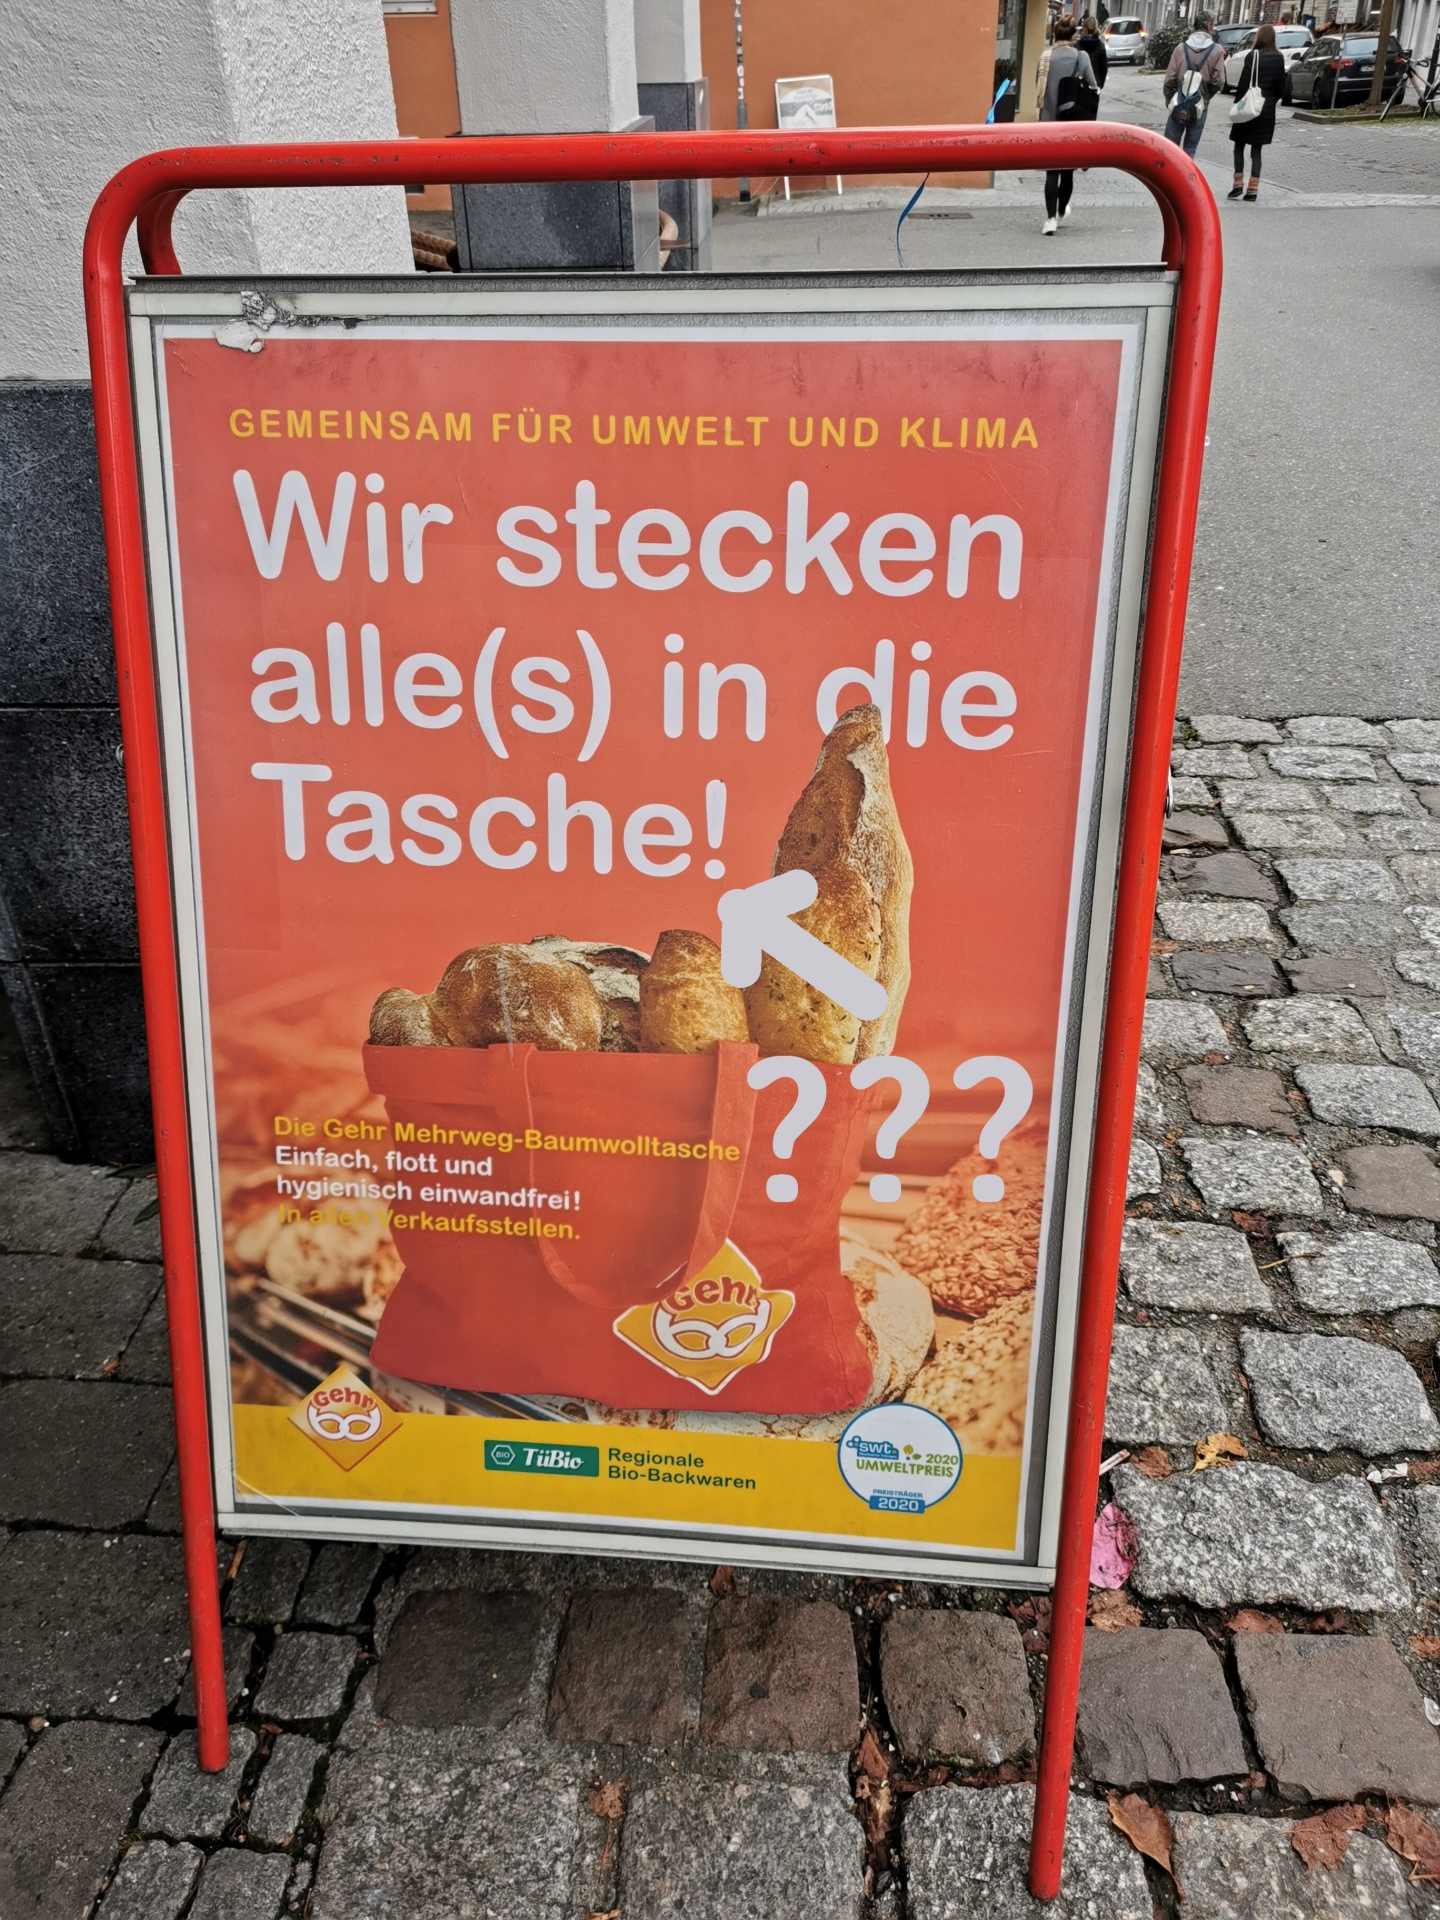 GEMEINSAM FÜR UMWELT UND KLIMA
Wir stecken
alle(s) in die
Tasche!
???
Die Gehr Mehrweg-Baumwolltasche
Einfach, flott und
hygienisch einwandfrei!
In allen Verkaufsstellen.
Gehr
Gehr
BIO TüBio
Regionale
Bio-Backwaren
swt
2020
UMWELTPREIS
PREISTRÄGER
2020